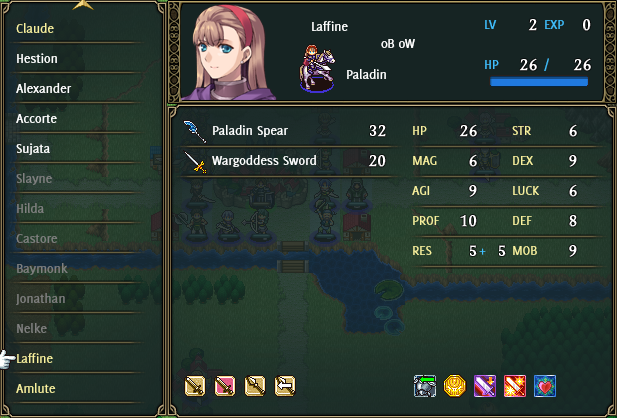 Claude
Hestion
Alexander
Accorte
Sujata
Slayne
Hilda
Castore
Baymonk
Jonathan
Nelke
Laffine
Amlute
Laffine
oB oW
Paladin
LV 2 EXP 0
HP 26 / 26
Paladin Spear 32
Wargoddess Sword 20
HP 26 STR 6
MAG 6 DEX 9
AGI 9 LUCK 6
PROF 10 DEF 8
RES 5+ 5 MOB 9